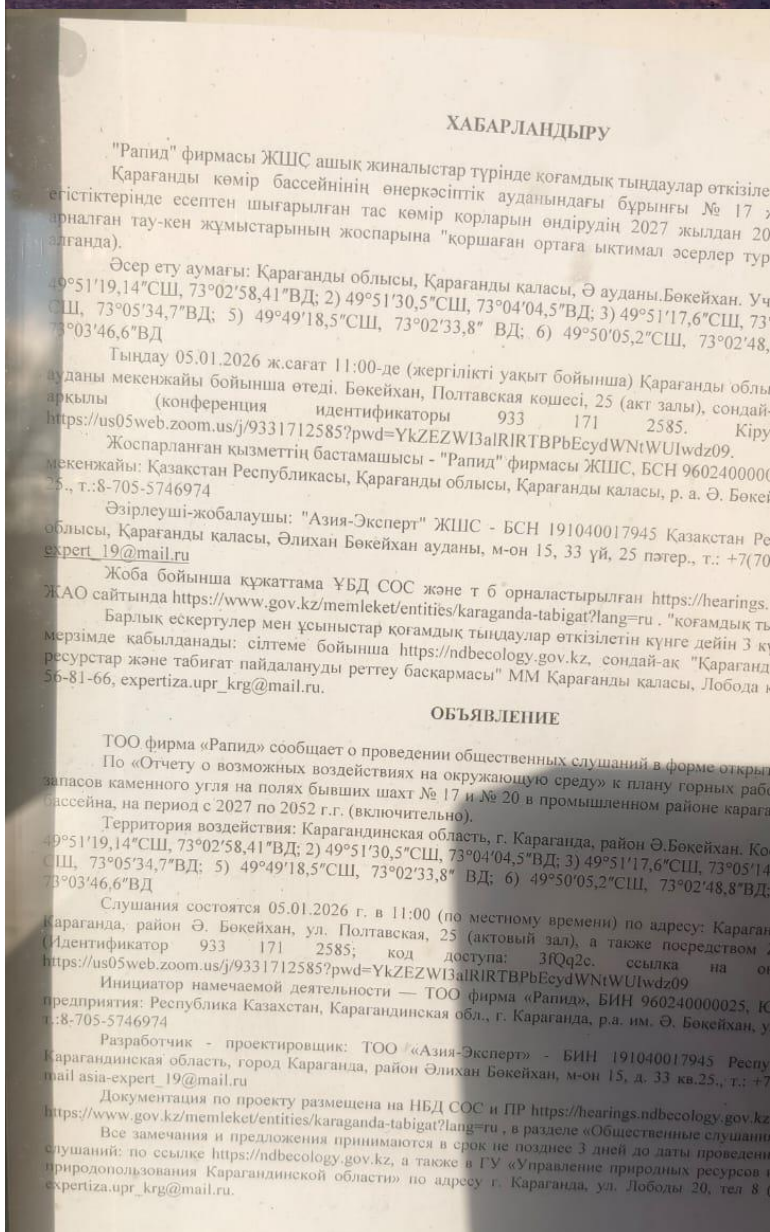 ХАБАРЛАНДЫРУ
"Рапид" фирмасы ЖШС ашық жиналыстар түрінде қоғамдық тыңдаулар өткізіле
Қарағанды көмір бассейнінің өнеркәсіптік ауданындағы бұрынғы № 17 ж
егістіктерінде есептен шығарылған тас көмір қорларын өндірудің 2027 жылдан 20
арналған тау-кен жұмыстарының жоспарына "қоршаған ортаға ықтимал әсерлер тур
алғанда).
Әсер ету аумағы: Қарағанды облысы, Қарағанды қаласы, Ә ауданы.Бөкейхан. Уч
49°51'19,14"СШ, 73°02'58,41"ВД; 2) 49°51'30,5"СШ, 73°04'04,5"ВД; 3) 49°51'17,6"СШ, 73°
СШ, 73°05'34,7"ВД; 5) 49°49'18,5"СШ, 73°02'33,8" ВД; 6) 49°50'05,2"СШ, 73°02'48,
73°03'46,6"ВД
Тыңдау 05.01.2026 ж.сағат 11:00-де (жергілікті уақыт бойынша) Қарағанды облы
ауданы мекенжайы бойынша өтеді. Бөкейхан, Полтавская көшесі, 25 (акт залы), сондай-
арқылы (конференция идентификаторы 933 171 2585. Кіру
https://us05web.zoom.us/j/9331712585?pwd=YkZEZWI3alRIRTBPbEcydWNtWUIwdz09.
Жоспарланған қызметтің бастамашысы - "Рапид" фирмасы ЖШС, БСН 9602400000
мекенжайы: Қазақстан Республикасы, Қарағанды облысы, Қарағанды қаласы, р. а. Ә. Бөкей
25., т.:8-705-5746974
Әзірлеуші-жобалаушы: "Азия-Эксперт" ЖШС - БСН 191040017945 Қазақстан Ре
облысы, Қарағанды қаласы, Әлихан Бөкейхан ауданы, м-он 15, 33 үй, 25 пәтер., т.: +7(70
expert_19@mail.ru
Жоба бойынша құжаттама ҰБД СОС және т б орналастырылған https://hearings.
ЖАО сайтында https://www.gov.kz/memleket/entities/karaganda-tabigat?lang=ru . "қоғамдық ты
Барлық ескертулер мен ұсыныстар қоғамдық тыңдаулар өткізілетін күнге дейін 3 кү
мерзімде қабылданады: сілтеме бойынша https://ndbecology.gov.kz, сондай-ақ "Қараганд
ресурстар және табиғат пайдалануды реттеу басқармасы" ММ Қарағанды қаласы, Лобода к
56-81-66, expertiza.upr_krg@mail.ru.
ОБЪЯВЛЕНИЕ
ТОО фирма «Рапид» сообщает о проведении общественных слушаний в форме открыт
По «Отчету о возможных воздействиях на окружающую среду» к плану горных рабо
запасов каменного угля на полях бывших шахт № 17 и № 20 в промышленном районе карага
бассейна, на период с 2027 по 2052 г.г. (включительно).
Территория воздействия: Карагандинская область, г. Караганда, район Ә.Бөкейхан. Коо
49°51'19,14"СШ, 73°02'58,41"ВД; 2) 49°51'30,5"СШ, 73°04'04,5"ВД; 3) 49°51'17,6"СШ, 73°05'14
СШ, 73°05'34,7"ВД; 5) 49°49'18,5"СШ, 73°02'33,8" ВД; 6) 49°50'05,2"СШ, 73°02'48,8"ВД;
73°03'46,6"ВД
Слушания состоятся 05.01.2026 г. в 11:00 (по местному времени) по адресу: Караган
Караганда, район Ә. Бөкейхан, ул. Полтавская, 25 (актовый зал), а также посредством
(Идентификатор 933 171 2585; код доступа: 3fQq2c. ссылка на
https://us05web.zoom.us/j/9331712585?pwd=YkZEZWI3alRIRTBPbEcydWNtWUIwdz09
Инициатор намечаемой деятельности — ТОО фирма «Рапид», БИН 960240000025, Ю
предприятия: Республика Казахстан, Карагандинская обл., г. Караганда, р.а. им. Ә. Бөкейхан, у
т.:8-705-5746974
Разработчик - проектировщик: ТОО «Азия-Эксперт» - БИН 191040017945 Респу
Карагандинская область, город Караганда, район Әлихан Бөкейхан, м-он 15, д. 33 кв.25., т.: +7
mail asia-expert_19@mail.ru
Документация по проекту размещена на НБД СОС и ПР https://hearings.ndbecology.gov.kz
https://www.gov.kz/memleket/entities/karaganda-tabigat?lang=ru , в разделе «Общественные слушани
Все замечания и предложения принимаются в срок не позднее 3 дней до даты проведени
слушаний: по ссылке https://ndbecology.gov.kz, а также в ГУ «Управление природных ресурсов
природопользования Карагандинской области» по адресу г. Караганда, ул. Лободы 20, тел 8 (
expertiza.upr_krg@mail.ru.